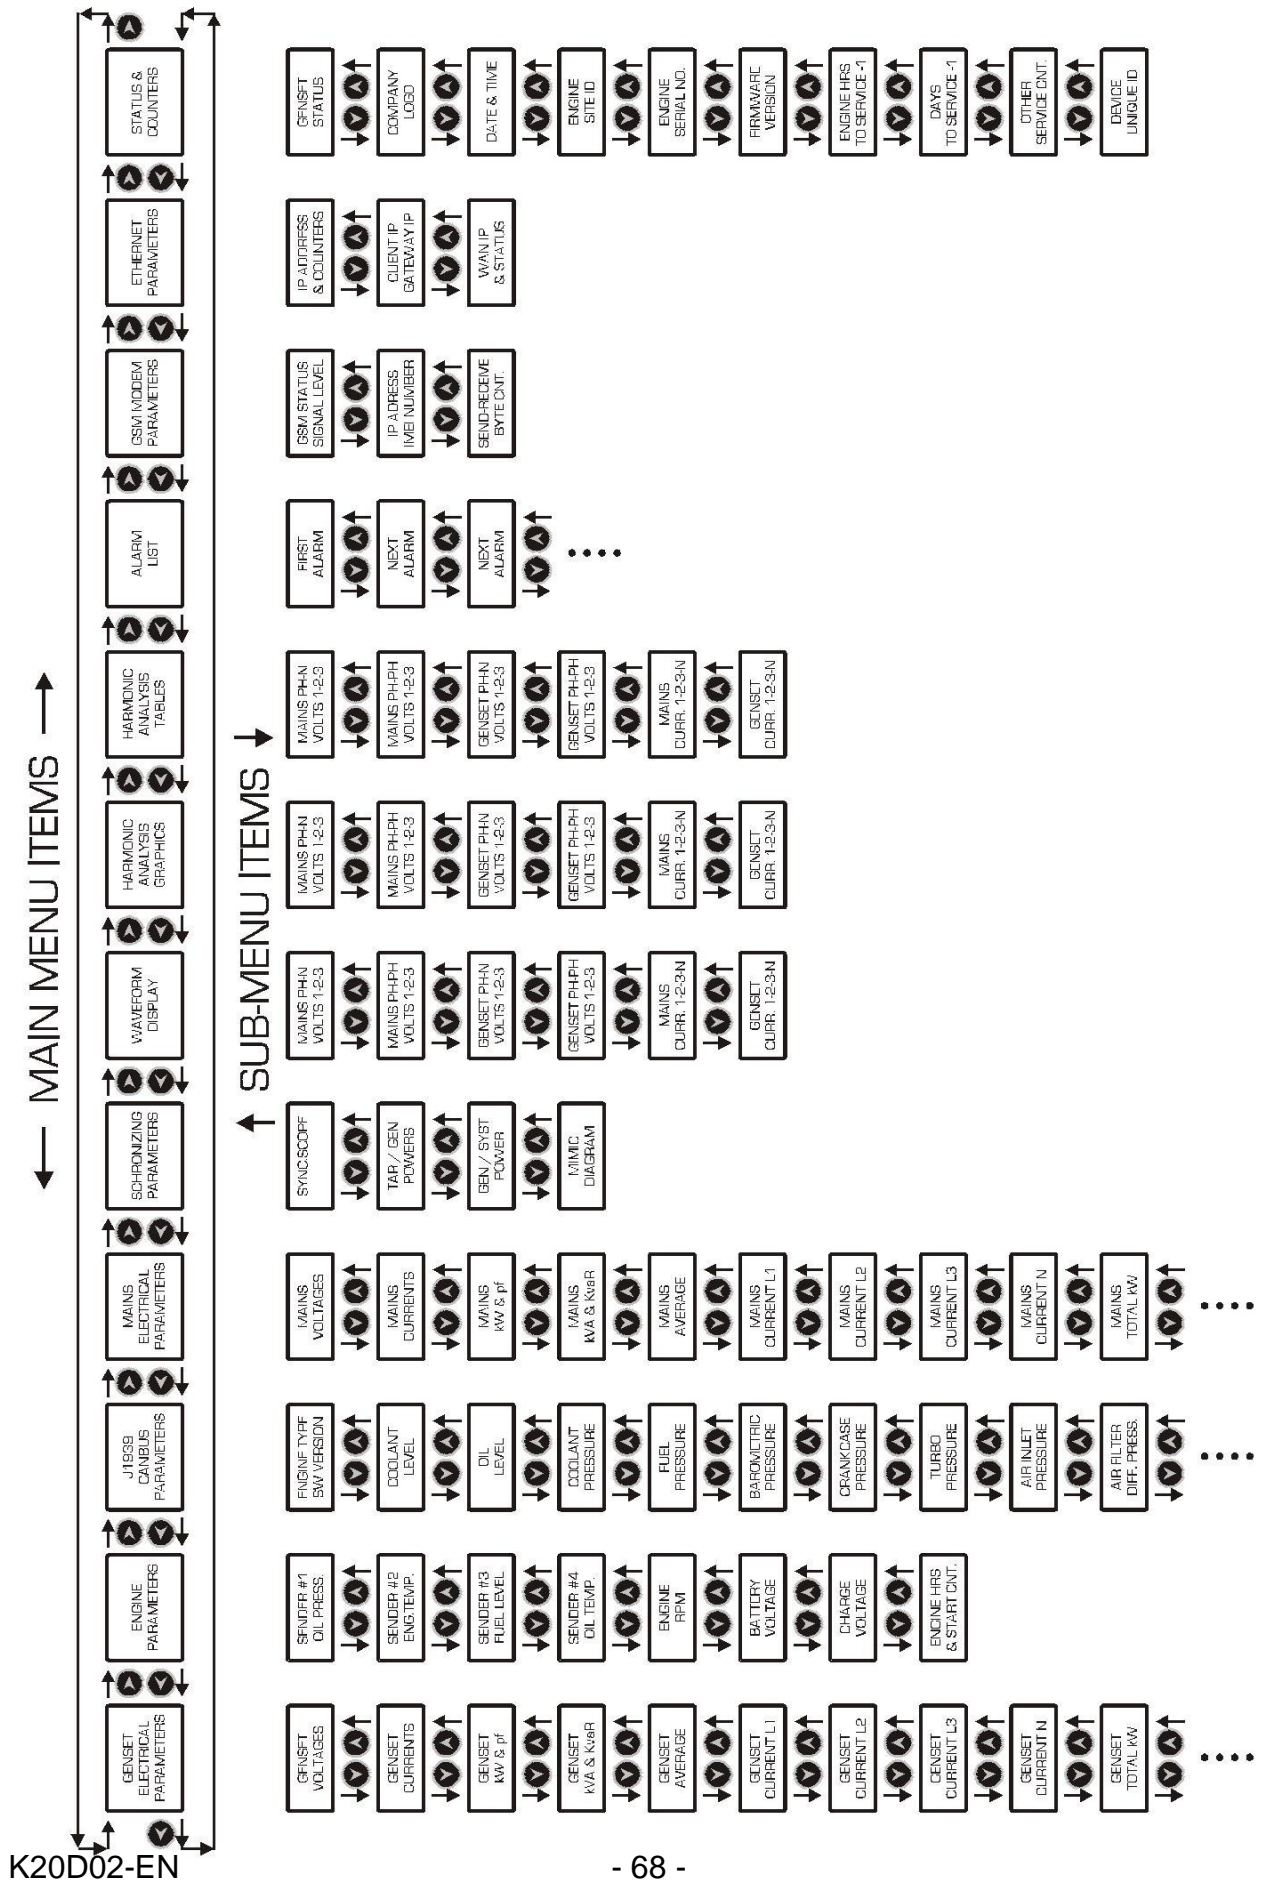 MAIN MENU ITEMS
GENSET
ELECTRICAL
PARAMETERS
ENGINE
PARAMETERS
J1939
CANBUS
PARAMETERS
MAINS
ELECTRICAL
PARAMETERS
SCHRONIZING
PARAMETERS
WAVEFORM
DISPLAY
HARMONIC
ANALYSIS
GRAPHICS
HARMONIC
ANALYSIS
TABLES
ALARM
LIST
GSM MODEM
PARAMETERS
ETHERNET
PARAMETERS
STATUS &
COUNTERS
SUB-MENU ITEMS
GENSET
VOLTAGES
GENSET
CURRENTS
GENSET
kW & pf
GENSET
kVA & KvaR
GENSET
AVERAGE
GENSET
CURRENT L1
GENSET
CURRENT L2
GENSET
CURRENT L3
GENSET
CURRENT N
GENSET
TOTAL kW
SENDER #1
OIL PRESS.
SENDER #2
ENG.TEMP.
SENDER #3
FUEL LEVEL
SENDER #4
OIL TEMP.
ENGINE
RPM
BATTERY
VOLTAGE
CHARGE
VOLTAGE
ENGINE HRS
& START CNT.
ENGINE TYPE
SW VERSION
COOLANT
LEVEL
OIL
LEVEL
COOLANT
PRESSURE
FUEL
PRESSURE
BAROMETRIC
PRESSURE
CRANKCASE
PRESSURE
TURBO
PRESSURE
AIR INLET
PRESSURE
AIR FILTER
DIFF. PRESS.
MAINS
VOLTAGES
MAINS
CURRENTS
MAINS
kW & pf
MAINS
kVA & KvaR
MAINS
AVERAGE
MAINS
CURRENT L1
MAINS
CURRENT L2
MAINS
CURRENT L3
MAINS
CURRENT N
MAINS
TOTAL kW
SYNC.SCOPE
TAR / GEN
POWERS
GEN / SYST
POWER
MIMIC
DIAGRAM
MAINS PH-N
VOLTS 1-2-3
MAINS PH-PH
VOLTS 1-2-3
GENSET PH-N
VOLTS 1-2-3
GENSET PH-PH
VOLTS 1-2-3
MAINS
CURR. 1-2-3-N
GENSET
CURR. 1-2-3-N
MAINS PH-N
VOLTS 1-2-3
MAINS PH-PH
VOLTS 1-2-3
GENSET PH-N
VOLTS 1-2-3
GENSET PH-PH
VOLTS 1-2-3
MAINS
CURR. 1-2-3-N
GENSET
CURR. 1-2-3-N
MAINS PH-N
VOLTS 1-2-3
MAINS PH-PH
VOLTS 1-2-3
GENSET PH-N
VOLTS 1-2-3
GENSET PH-PH
VOLTS 1-2-3
MAINS
CURR. 1-2-3-N
GENSET
CURR. 1-2-3-N
FIRST
ALARM
NEXT
ALARM
NEXT
ALARM
GSM STATUS
SIGNAL LEVEL
IP ADRESS
IMEI NUMBER
SEND-RECEIVE
BYTE CNT.
IP ADDRESS
& COUNTERS
CLIENT IP
GATEWAY IP
WAN IP
& STATUS
GENSET
STATUS
COMPANY
LOGO
DATE & TIME
ENGINE
SITE ID
ENGINE
SERIAL NO.
FIRMWARE
VERSION
ENGINE HRS
TO SERVICE -1
DAYS
TO SERVICE -1
OTHER
SERVICE CNT.
DEVICE
UNIQUE ID
K20D02-EN
- 68 -